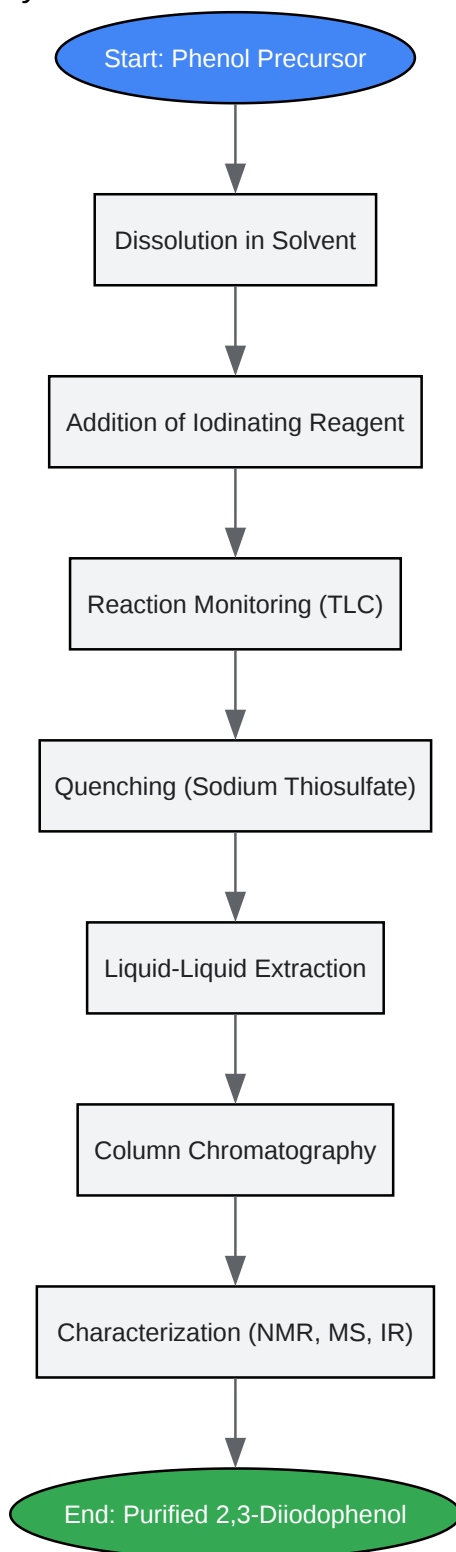 Start: Phenol Precursor
Dissolution in Solvent
Addition of Iodinating Reagent
Reaction Monitoring (TLC)
Quenching (Sodium Thiosulfate)
Liquid-Liquid Extraction
Column Chromatography
Characterization (NMR, MS, IR)
End: Purified 2,3-Diiodophenol